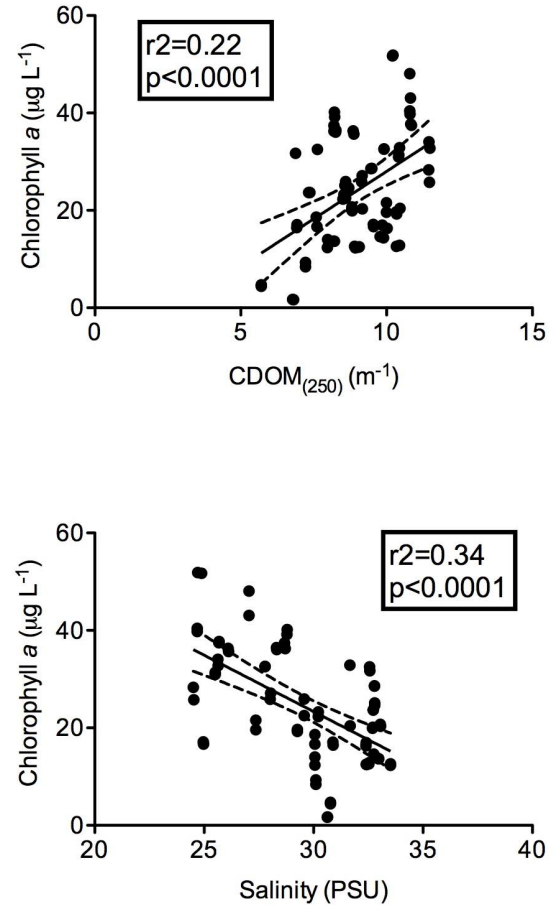 60
r2=0.22
p<0.0001
40
20
0
Chlorophyll a (µg L-1)
0 5 10 15
CDOM(250) (m-1)
60
r2=0.34
p<0.0001
40
20
0
Chlorophyll a (µg L-1)
20 25 30 35 40
Salinity (PSU)